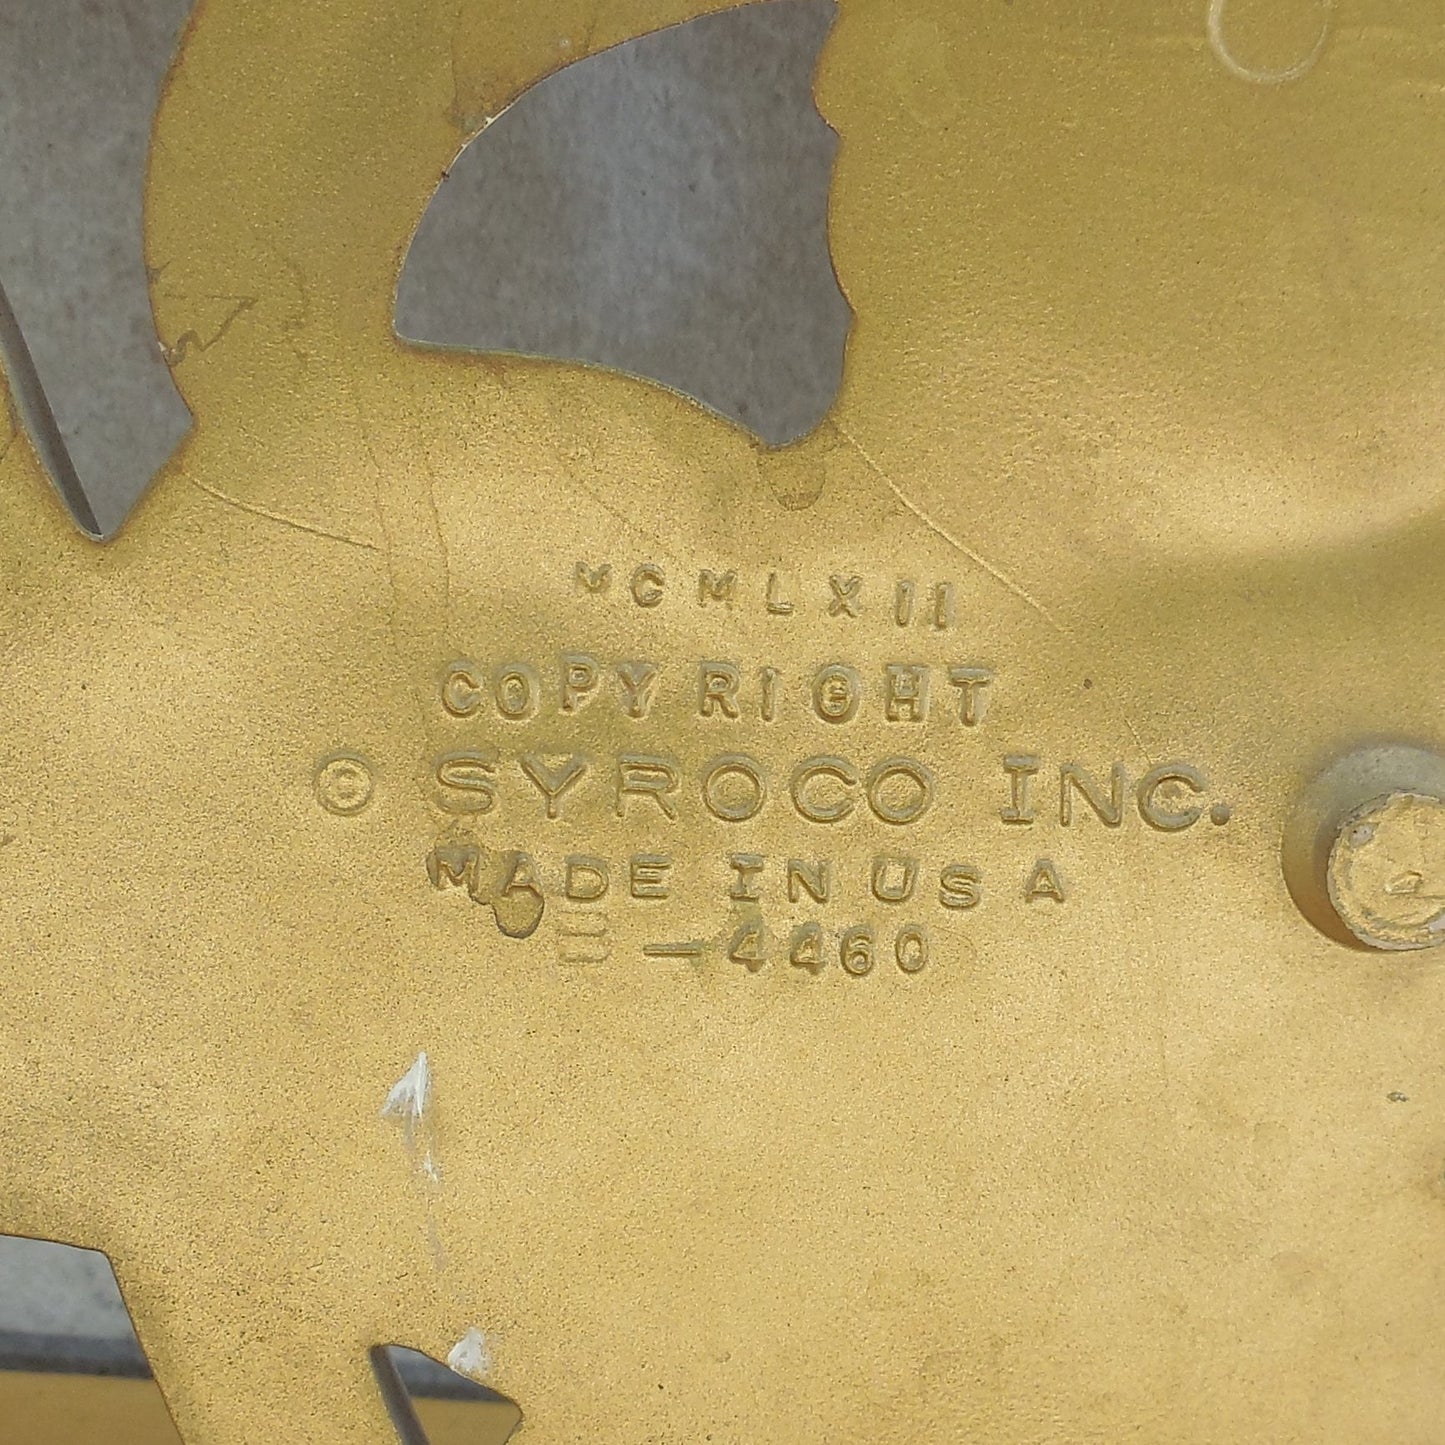 MCMLXII
COPYRIGHT
© SYROCO INC.
MADE IN USA
B-4460